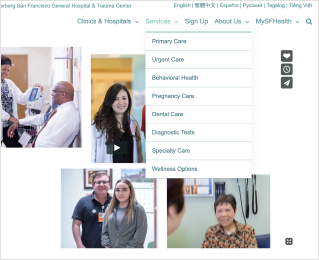 erberg San Francisco General Hospital & Trauma Center
English | 繁體中文 | Español | Русский | Tagalog | Tiếng Việt
Clinics & Hospitals Services Sign Up About Us MySFHealth
Primary Care
Urgent Care
Behavioral Health
Pregnancy Care
Dental Care
Diagnostic Tests
Specialty Care
Wellness Options